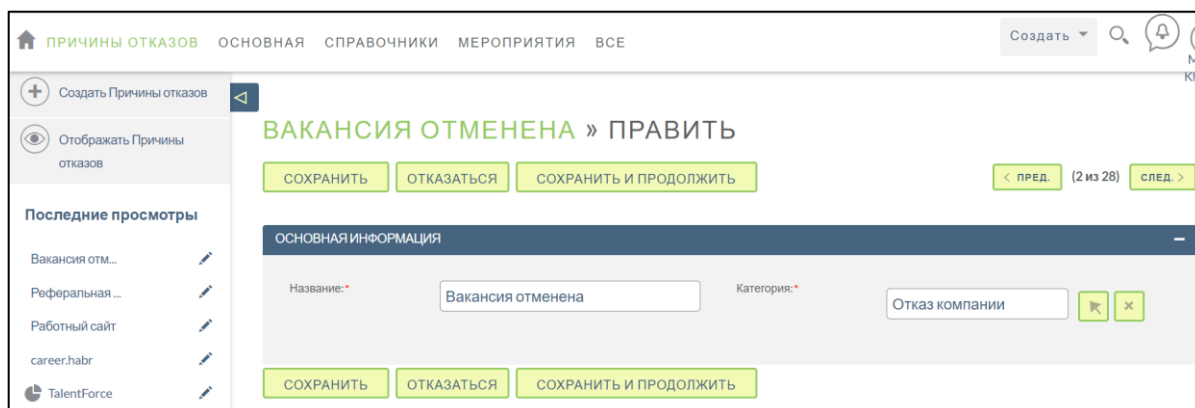 ПРИЧИНЫ ОТКАЗОВ ОСНОВНАЯ СПРАВОЧНИКИ МЕРОПРИЯТИЯ ВСЕ Создать
Создать Причины отказов
Отображать Причины
отказов
Последние просмотры
Вакансия отм...
Реферальная ...
Работный сайт
career.habr
TalentForce
ВАКАНСИЯ ОТМЕНЕНА » ПРАВИТЬ
СОХРАНИТЬ ОТКАЗАТЬСЯ СОХРАНИТЬ И ПРОДОЛЖИТЬ < ПРЕД. (2 из 28) СЛЕД. >
ОСНОВНАЯ ИНФОРМАЦИЯ
Название:* Вакансия отменена Категория:* Отказ компании
СОХРАНИТЬ ОТКАЗАТЬСЯ СОХРАНИТЬ И ПРОДОЛЖИТЬ